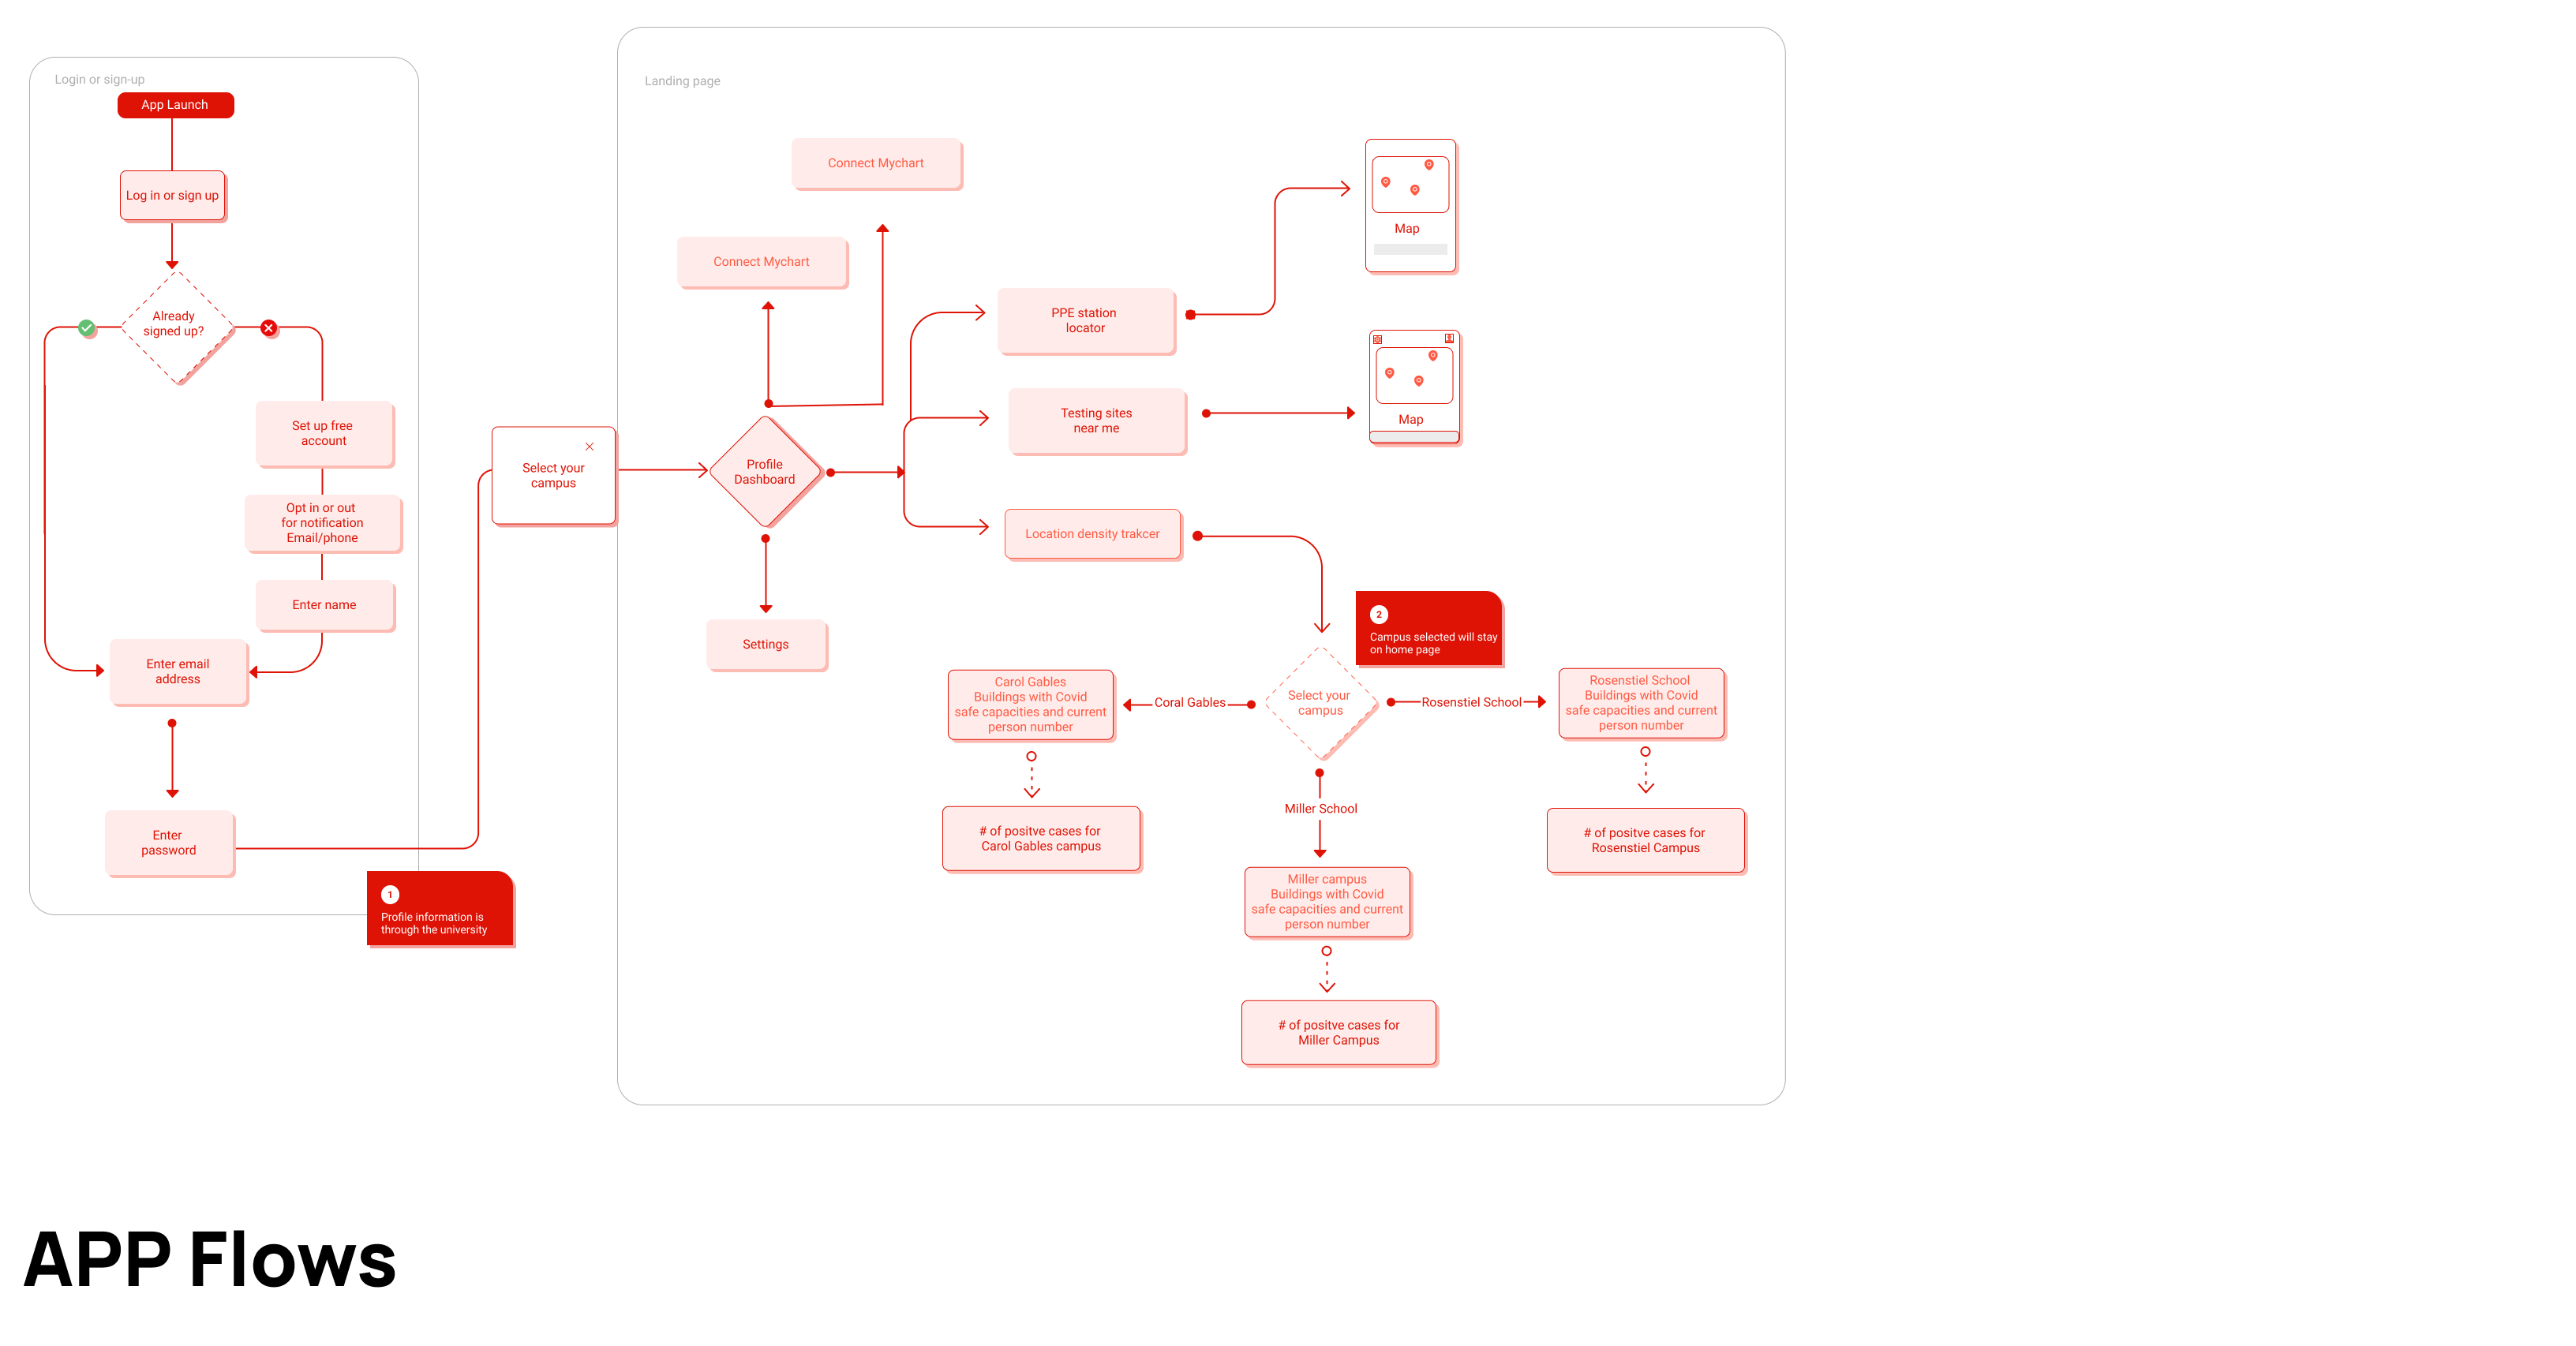 Login or sign-up
App Launch
Log in or sign up
Already
signed up?
Set up free
account
Opt in or out
for notification
Email/phone
Enter name
Enter email
address
Enter
password
1
Profile information is
through the university
Select your
campus
Landing page
Connect Mychart
Connect Mychart
Profile
Dashboard
Settings
PPE station
locator
Map
Testing sites
near me
Map
Location density trakcer
2
Campus selected will stay
on home page
Select your
campus
Coral Gables
Carol Gables
Buildings with Covid
safe capacities and current
person number
# of positve cases for
Carol Gables campus
Miller School
Miller campus
Buildings with Covid
safe capacities and current
person number
# of positve cases for
Miller Campus
Rosenstiel School
Rosenstiel School
Buildings with Covid
safe capacities and current
person number
# of positve cases for
Rosenstiel Campus
APP Flows